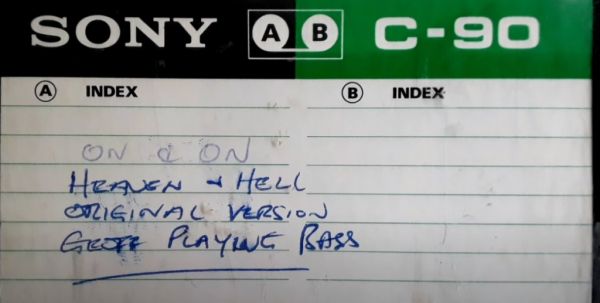 SONY A B C-90
A INDEX B INDEX
ON & ON
HEAVEN & HELL
ORIGINAL VERSION
GEOFF PLAYING BASS